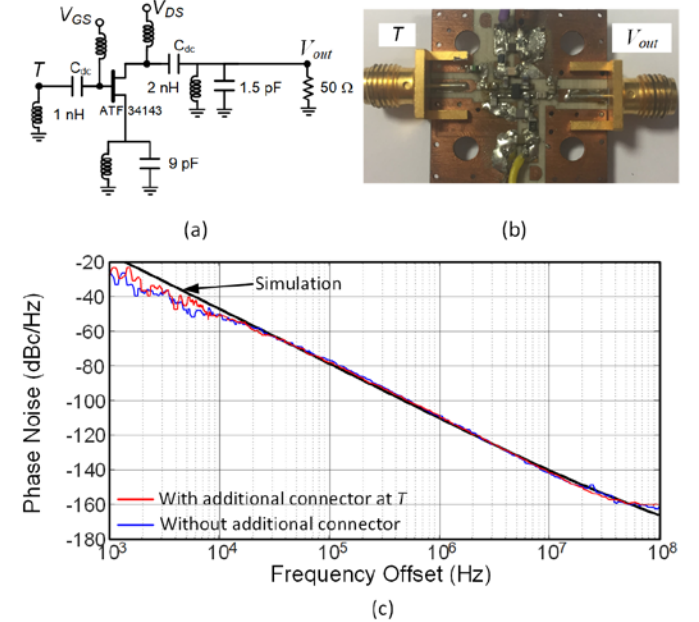 V_GS
V_DS
T
C_dc
C_dc
V_out
1 nH
ATF 34143
2 nH
1.5 pF
50 Ω
9 pF
(a)
T
V_out
(b)
Phase Noise (dBc/Hz)
-20
-40
-60
-80
-100
-120
-140
-160
-180
Simulation
With additional connector at T
Without additional connector
10^3
10^4
10^5
10^6
10^7
10^8
Frequency Offset (Hz)
(c)